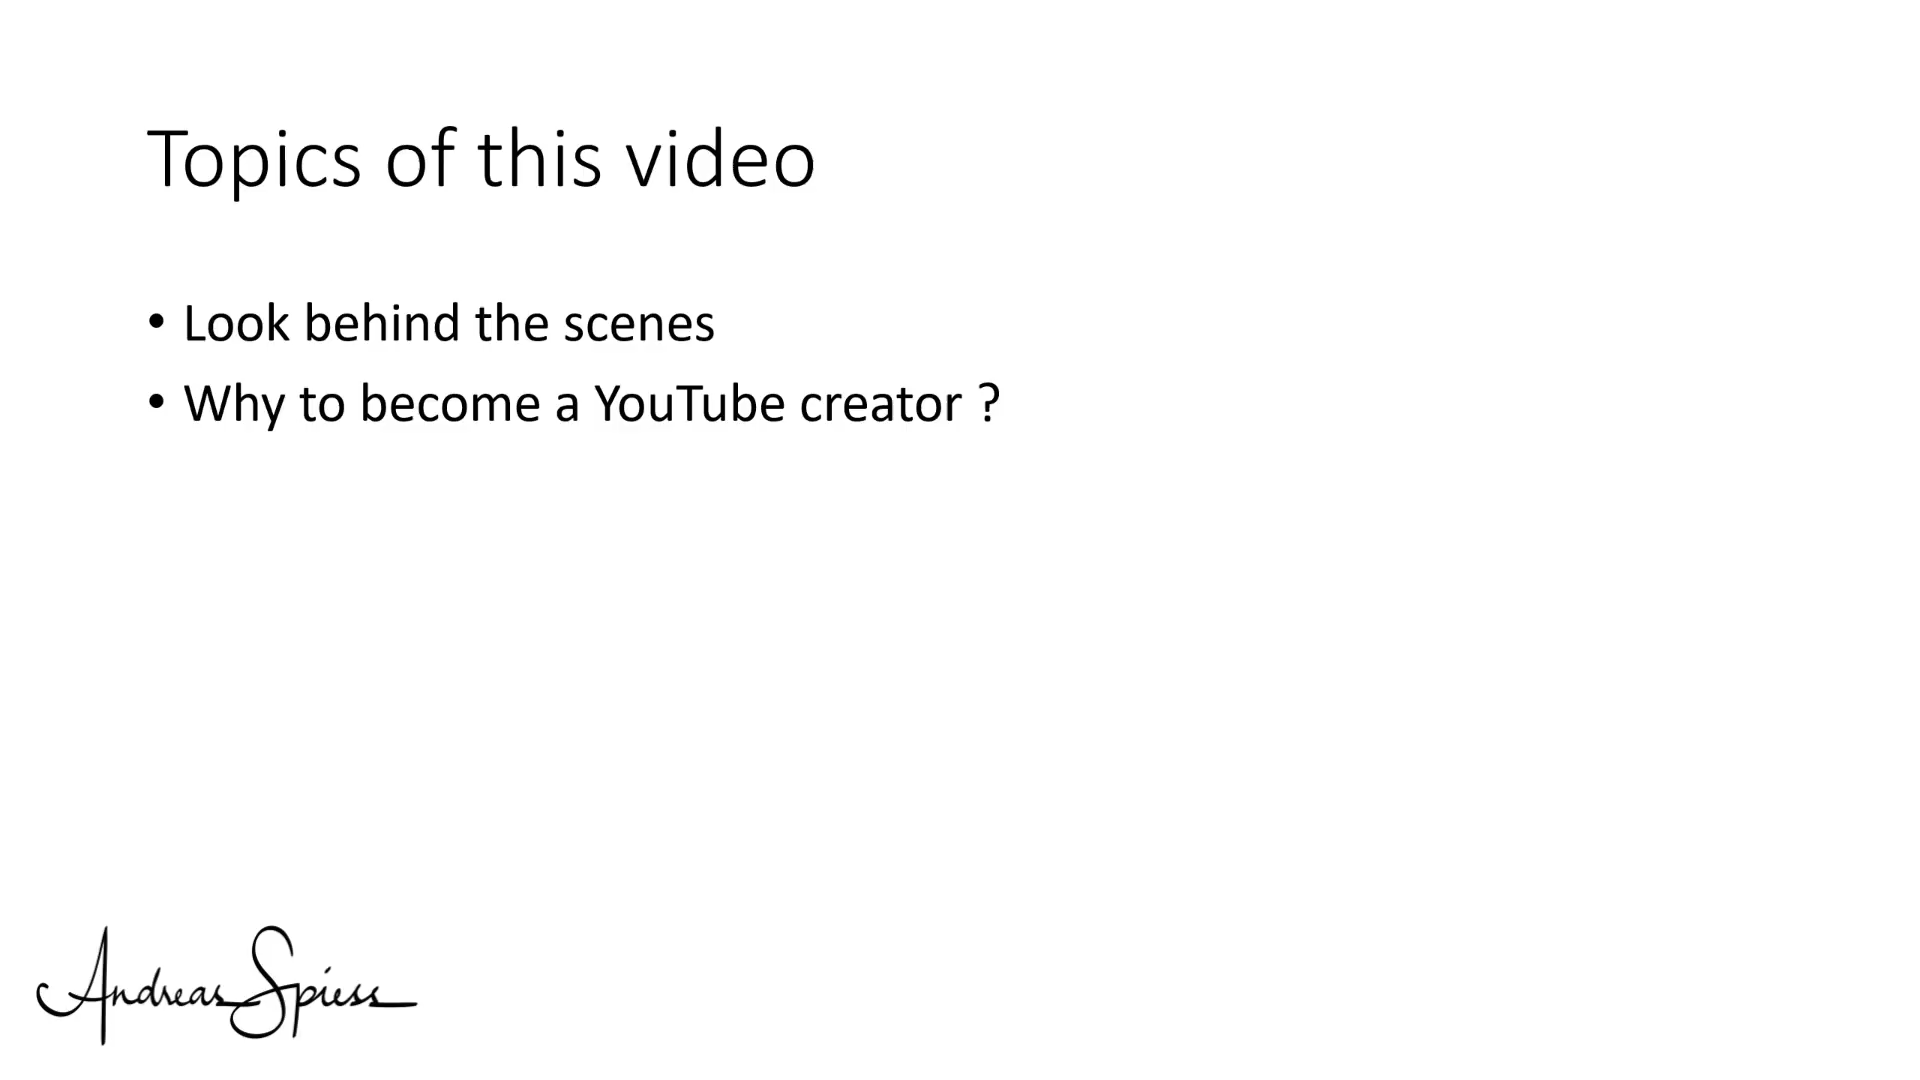 Topics of this video
• Look behind the scenes
• Why to become a YouTube creator ?
Andreas Spiess